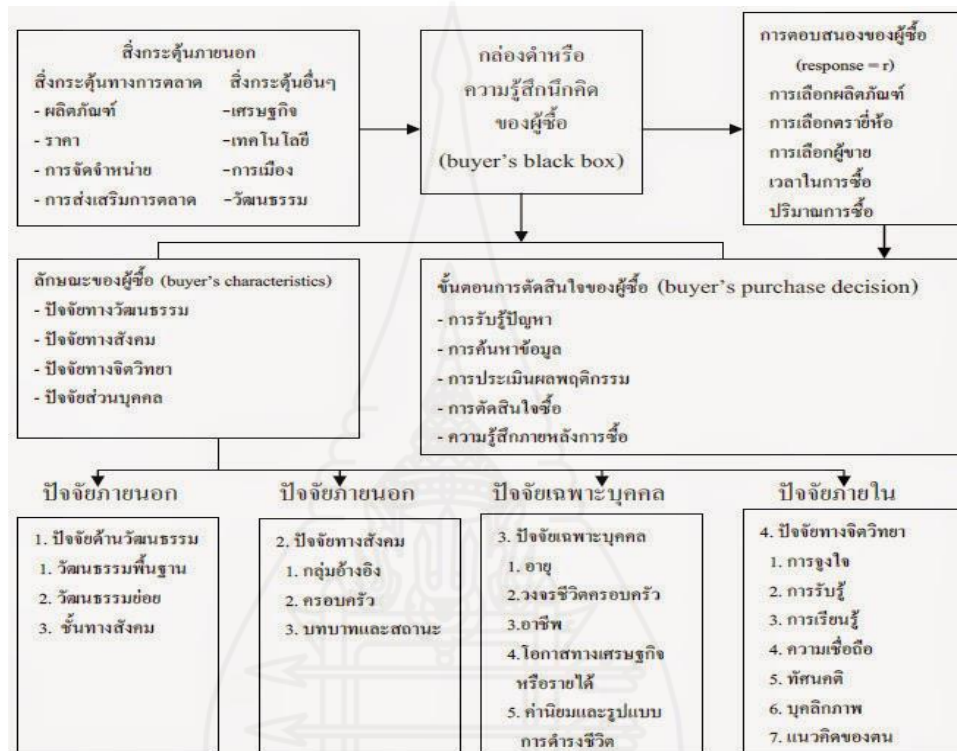 สิ่งกระตุ้นภายนอก
สิ่งกระตุ้นทางการตลาด สิ่งกระตุ้นอื่นๆ
- ผลิตภัณฑ์ -เศรษฐกิจ
- ราคา -เทคโนโลยี
- การจัดจำหน่าย -การเมือง
- การส่งเสริมการตลาด -วัฒนธรรม
กล่องดำหรือ
ความรู้สึกนึกคิด
ของผู้ซื้อ
(buyer's black box)
การตอบสนองของผู้ซื้อ
(response = r)
การเลือกผลิตภัณฑ์
การเลือกตรายี่ห้อ
การเลือกผู้ขาย
เวลาในการซื้อ
ปริมาณการซื้อ
ลักษณะของผู้ซื้อ (buyer's characteristics)
- ปัจจัยทางวัฒนธรรม
- ปัจจัยทางสังคม
- ปัจจัยทางจิตวิทยา
- ปัจจัยส่วนบุคคล
ขั้นตอนการตัดสินใจของผู้ซื้อ (buyer's purchase decision)
- การรับรู้ปัญหา
- การค้นหาข้อมูล
- การประเมินผลพฤติกรรม
- การตัดสินใจซื้อ
- ความรู้สึกภายหลังการซื้อ
ปัจจัยภายนอก
1. ปัจจัยด้านวัฒนธรรม
1. วัฒนธรรมพื้นฐาน
2. วัฒนธรรมย่อย
3. ชั้นทางสังคม
ปัจจัยภายนอก
2. ปัจจัยทางสังคม
1. กลุ่มอ้างอิง
2. ครอบครัว
3. บทบาทและสถานะ
ปัจจัยเฉพาะบุคคล
3. ปัจจัยเฉพาะบุคคล
1. อายุ
2.วงจรชีวิตครอบครัว
3.อาชีพ
4.โอกาสทางเศรษฐกิจ
หรือรายได้
5. ค่านิยมและรูปแบบ
การดำรงชีวิต
ปัจจัยภายใน
4. ปัจจัยทางจิตวิทยา
1. การจูงใจ
2. การรับรู้
3. การเรียนรู้
4. ความเชื่อถือ
5. ทัศนคติ
6. บุคลิกภาพ
7. แนวคิดของตน